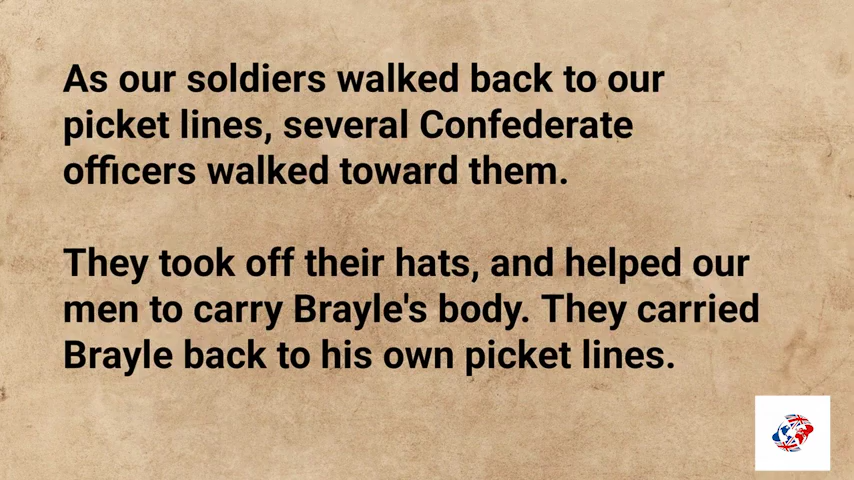 As our soldiers walked back to our
picket lines, several Confederate
officers walked toward them.
They took off their hats, and helped our
men to carry Brayle's body. They carried
Brayle back to his own picket lines.